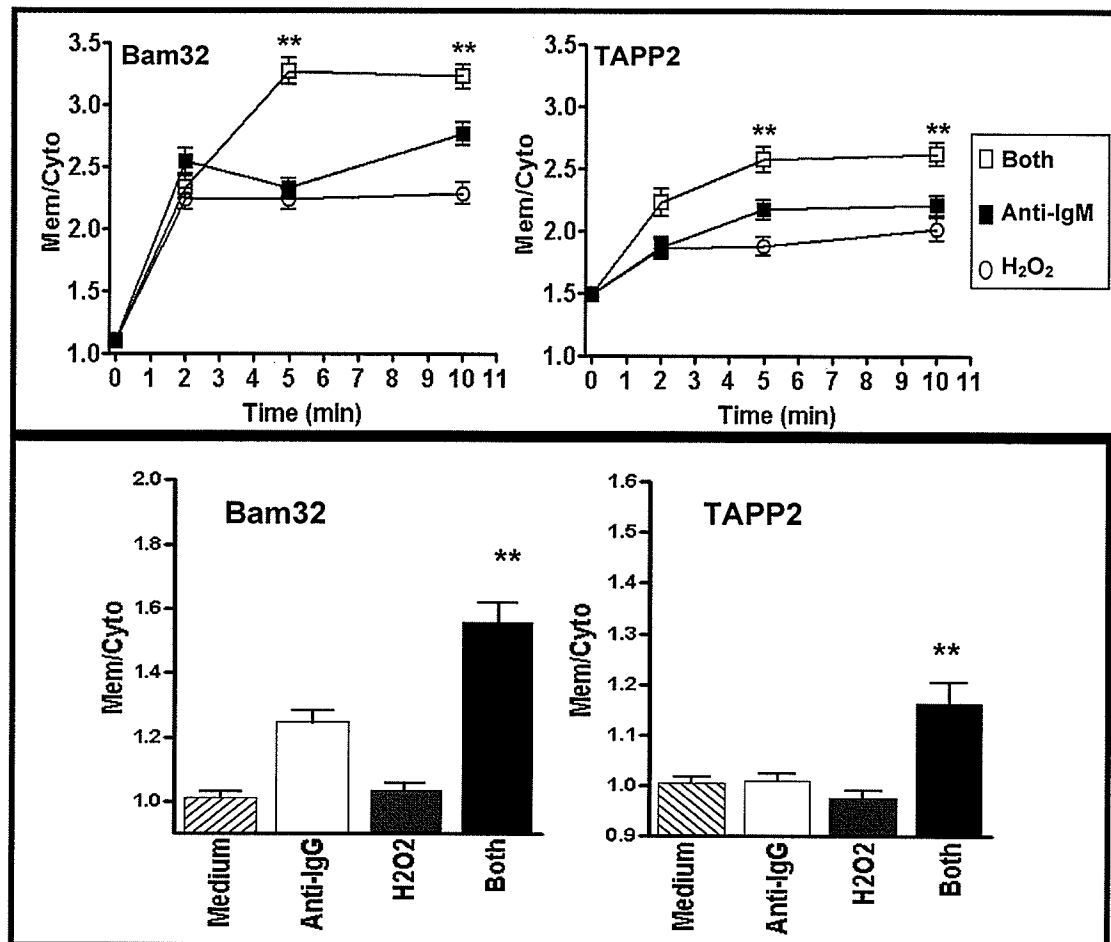 Bam32
**
**
3.5
3.0
2.5
2.0
1.5
1.0
Mem/Cyto
0 1 2 3 4 5 6 7 8 9 10 11
Time (min)
TAPP2
**
**
3.5
3.0
2.5
2.0
1.5
1.0
Mem/Cyto
0 1 2 3 4 5 6 7 8 9 10 11
Time (min)
Both
Anti-IgM
H₂O₂
Bam32
**
2.0
1.8
1.6
1.4
1.2
1.0
Mem/Cyto
Medium
Anti-IgG
H2O2
Both
TAPP2
**
1.6
1.5
1.4
1.3
1.2
1.1
1.0
0.9
Mem/Cyto
Medium
Anti-IgG
H2O2
Both